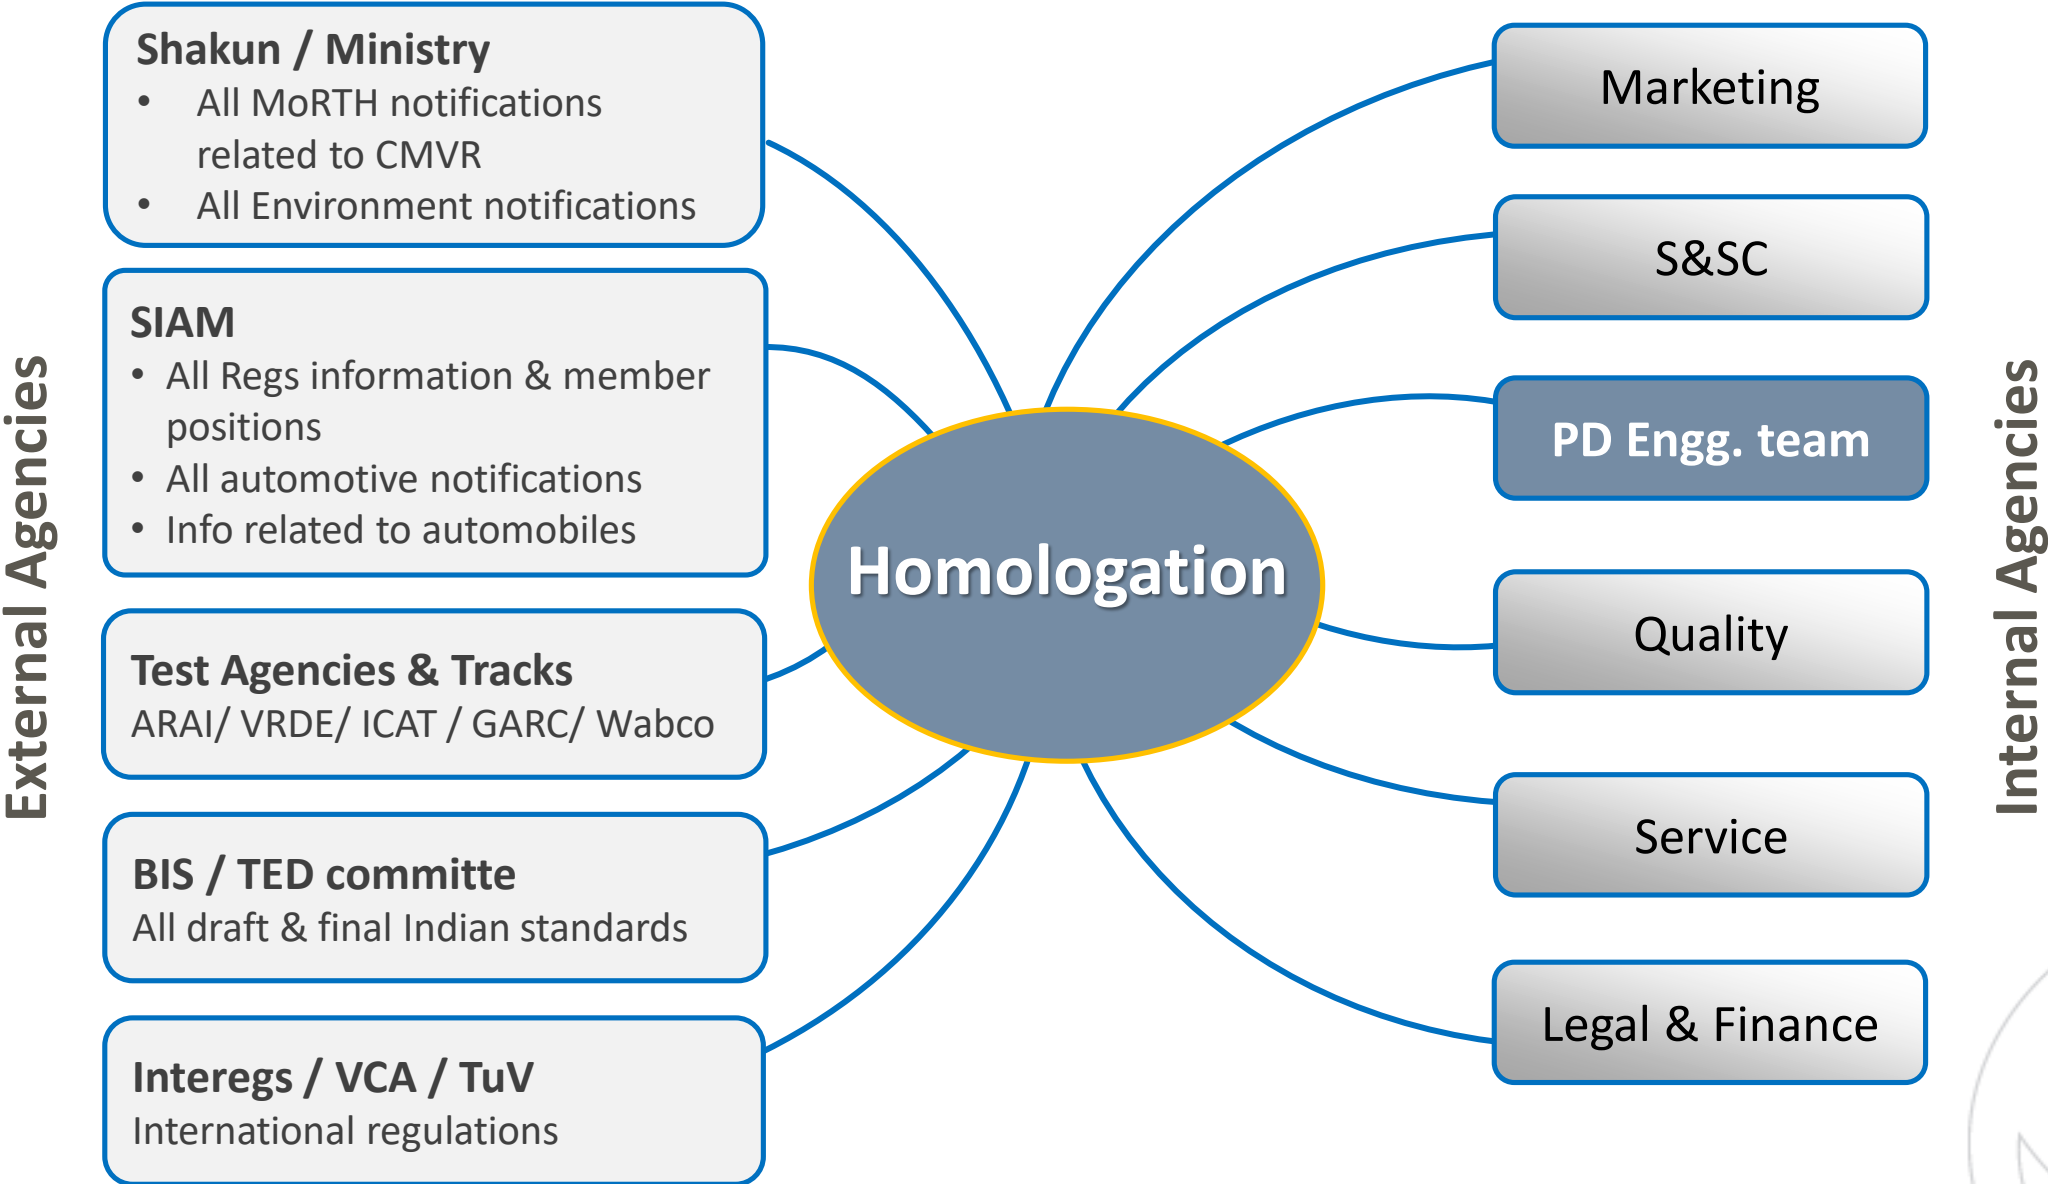 External Agencies
Shakun / Ministry
• All MoRTH notifications
related to CMVR
• All Environment notifications
SIAM
• All Regs information & member
positions
• All automotive notifications
• Info related to automobiles
Test Agencies & Tracks
ARAI/ VRDE/ ICAT / GARC/ Wabco
BIS / TED committe
All draft & final Indian standards
Interegs / VCA / TuV
International regulations
Homologation
Marketing
S&SC
PD Engg. team
Quality
Service
Legal & Finance
Internal Agencies